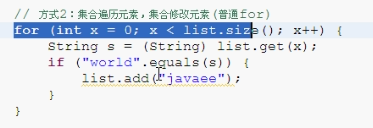 // 方式2：集合遍历元素，集合修改元素(普通for)
for (int x = 0; x < list.size(); x++) {
String s = (String) list.get(x);
if ("world".equals(s)) {
list.add("javaee");
}
}